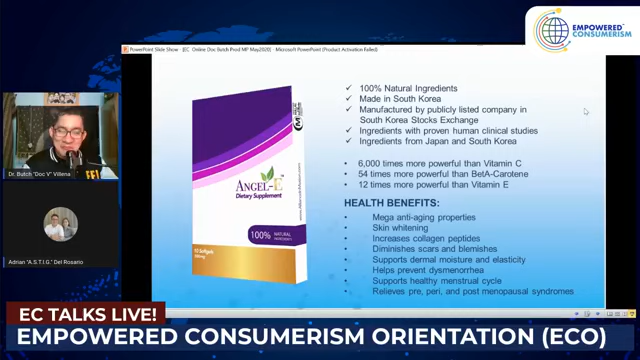 EMPOWERED
CONSUMERISM
PowerPoint Slide Show - [EC Online Doc Butch Prod MP May2020] - Microsoft PowerPoint (Product Activation Failed)
✓ 100% Natural Ingredients
✓ Made in South Korea
✓ Manufactured by publicly listed company in
South Korea Stocks Exchange
✓ Ingredients with proven human clinical studies
✓ Ingredients from Japan and South Korea
• 6,000 times more powerful than Vitamin C
• 54 times more powerful than BetA-Carotene
• 12 times more powerful than Vitamin E
HEALTH BENEFITS:
• Mega anti-aging properties
• Skin whitening
• Increases collagen peptides
• Diminishes scars and blemishes
• Supports dermal moisture and elasticity
• Helps prevent dysmenorrhea
• Supports healthy menstrual cycle
• Relieves pre, peri, and post menopausal syndromes
ANGEL-E
Dietary Supplement
100% NATURAL
INGREDIENTS
Dr. Butch "Doc V" Villena
Adrian "A.S.T.I.G." Del Rosario
EC TALKS LIVE!
EMPOWERED CONSUMERISM ORIENTATION (ECO)